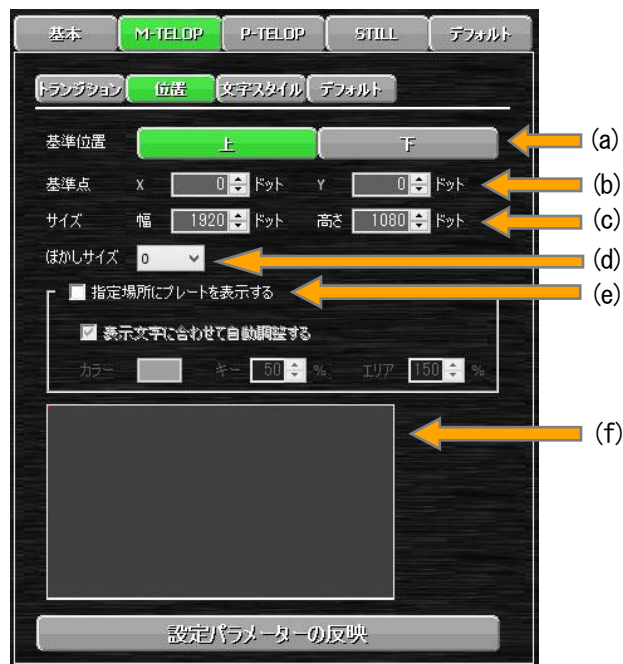 基本 M-TELOP P-TELOP STILL デフォルト
トランジション 位置 文字スタイル デフォルト
基準位置 上 下 (a)
基準点 X 0 ドット Y 0 ドット (b)
サイズ 幅 1920 ドット 高さ 1080 ドット (c)
ぼかしサイズ 0 (d)
指定場所にプレートを表示する (e)
表示文字に合わせて自動調整する
カラー キー 50 % エリア 150 %
(f)
設定パラメーターの反映